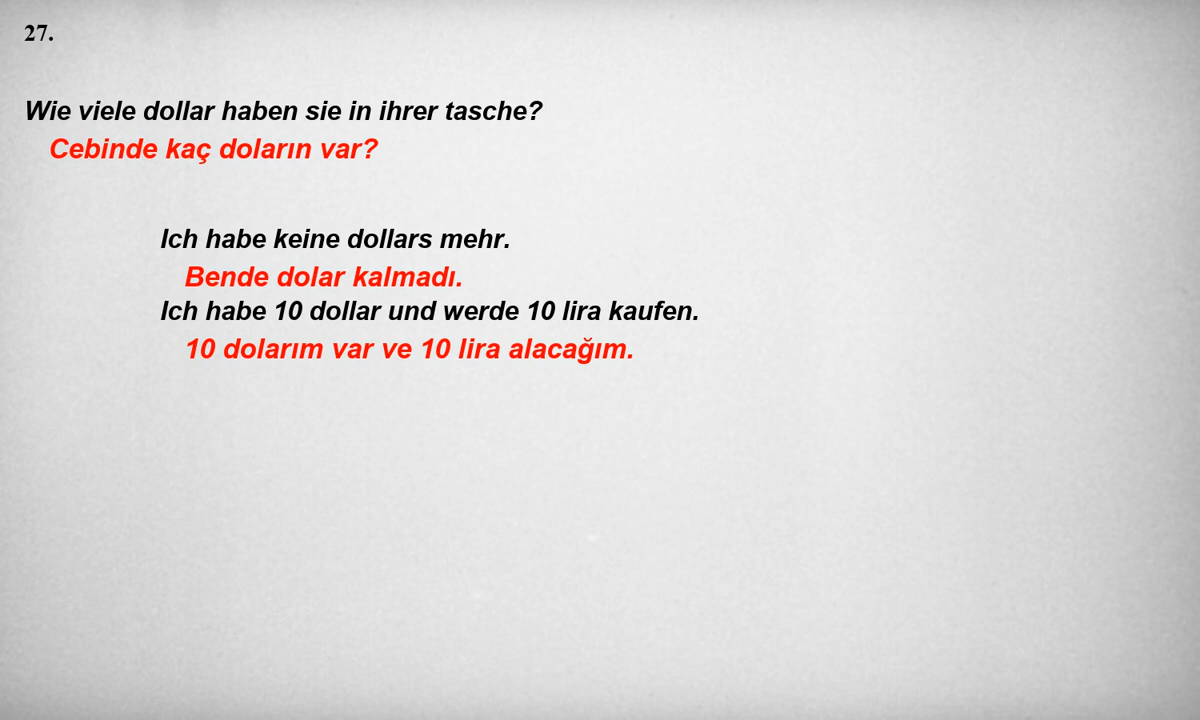 27.
Wie viele dollar haben sie in ihrer tasche?
Cebinde kaç doların var?
Ich habe keine dollars mehr.
Bende dolar kalmadı.
Ich habe 10 dollar und werde 10 lira kaufen.
10 dolarım var ve 10 lira alacağım.